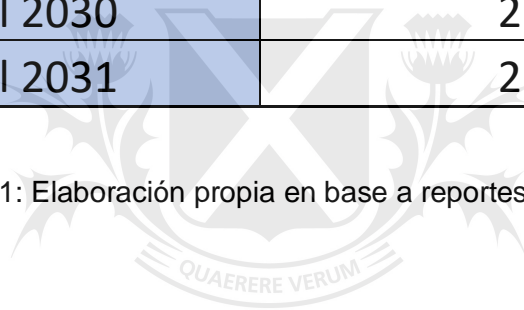 l 2030 2
l 2031 2
1: Elaboración propia en base a reportes
QUAERERE VERUM